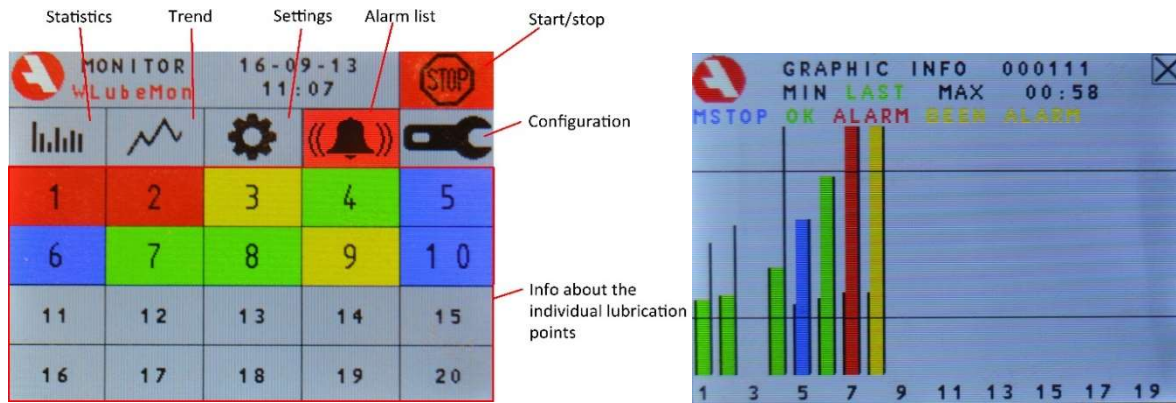 Statistics Trend Settings Alarm list Start/stop
MONITOR 16-09-13
WLubeMon 11:07
STOP
Configuration
1 2 3 4 5
6 7 8 9 10
11 12 13 14 15
16 17 18 19 20
Info about the
individual lubrication
points
GRAPHIC INFO 000111
MIN LAST MAX 00:58
MSTOP OK ALARM BEEN ALARM
1 3 5 7 9 11 13 15 17 19